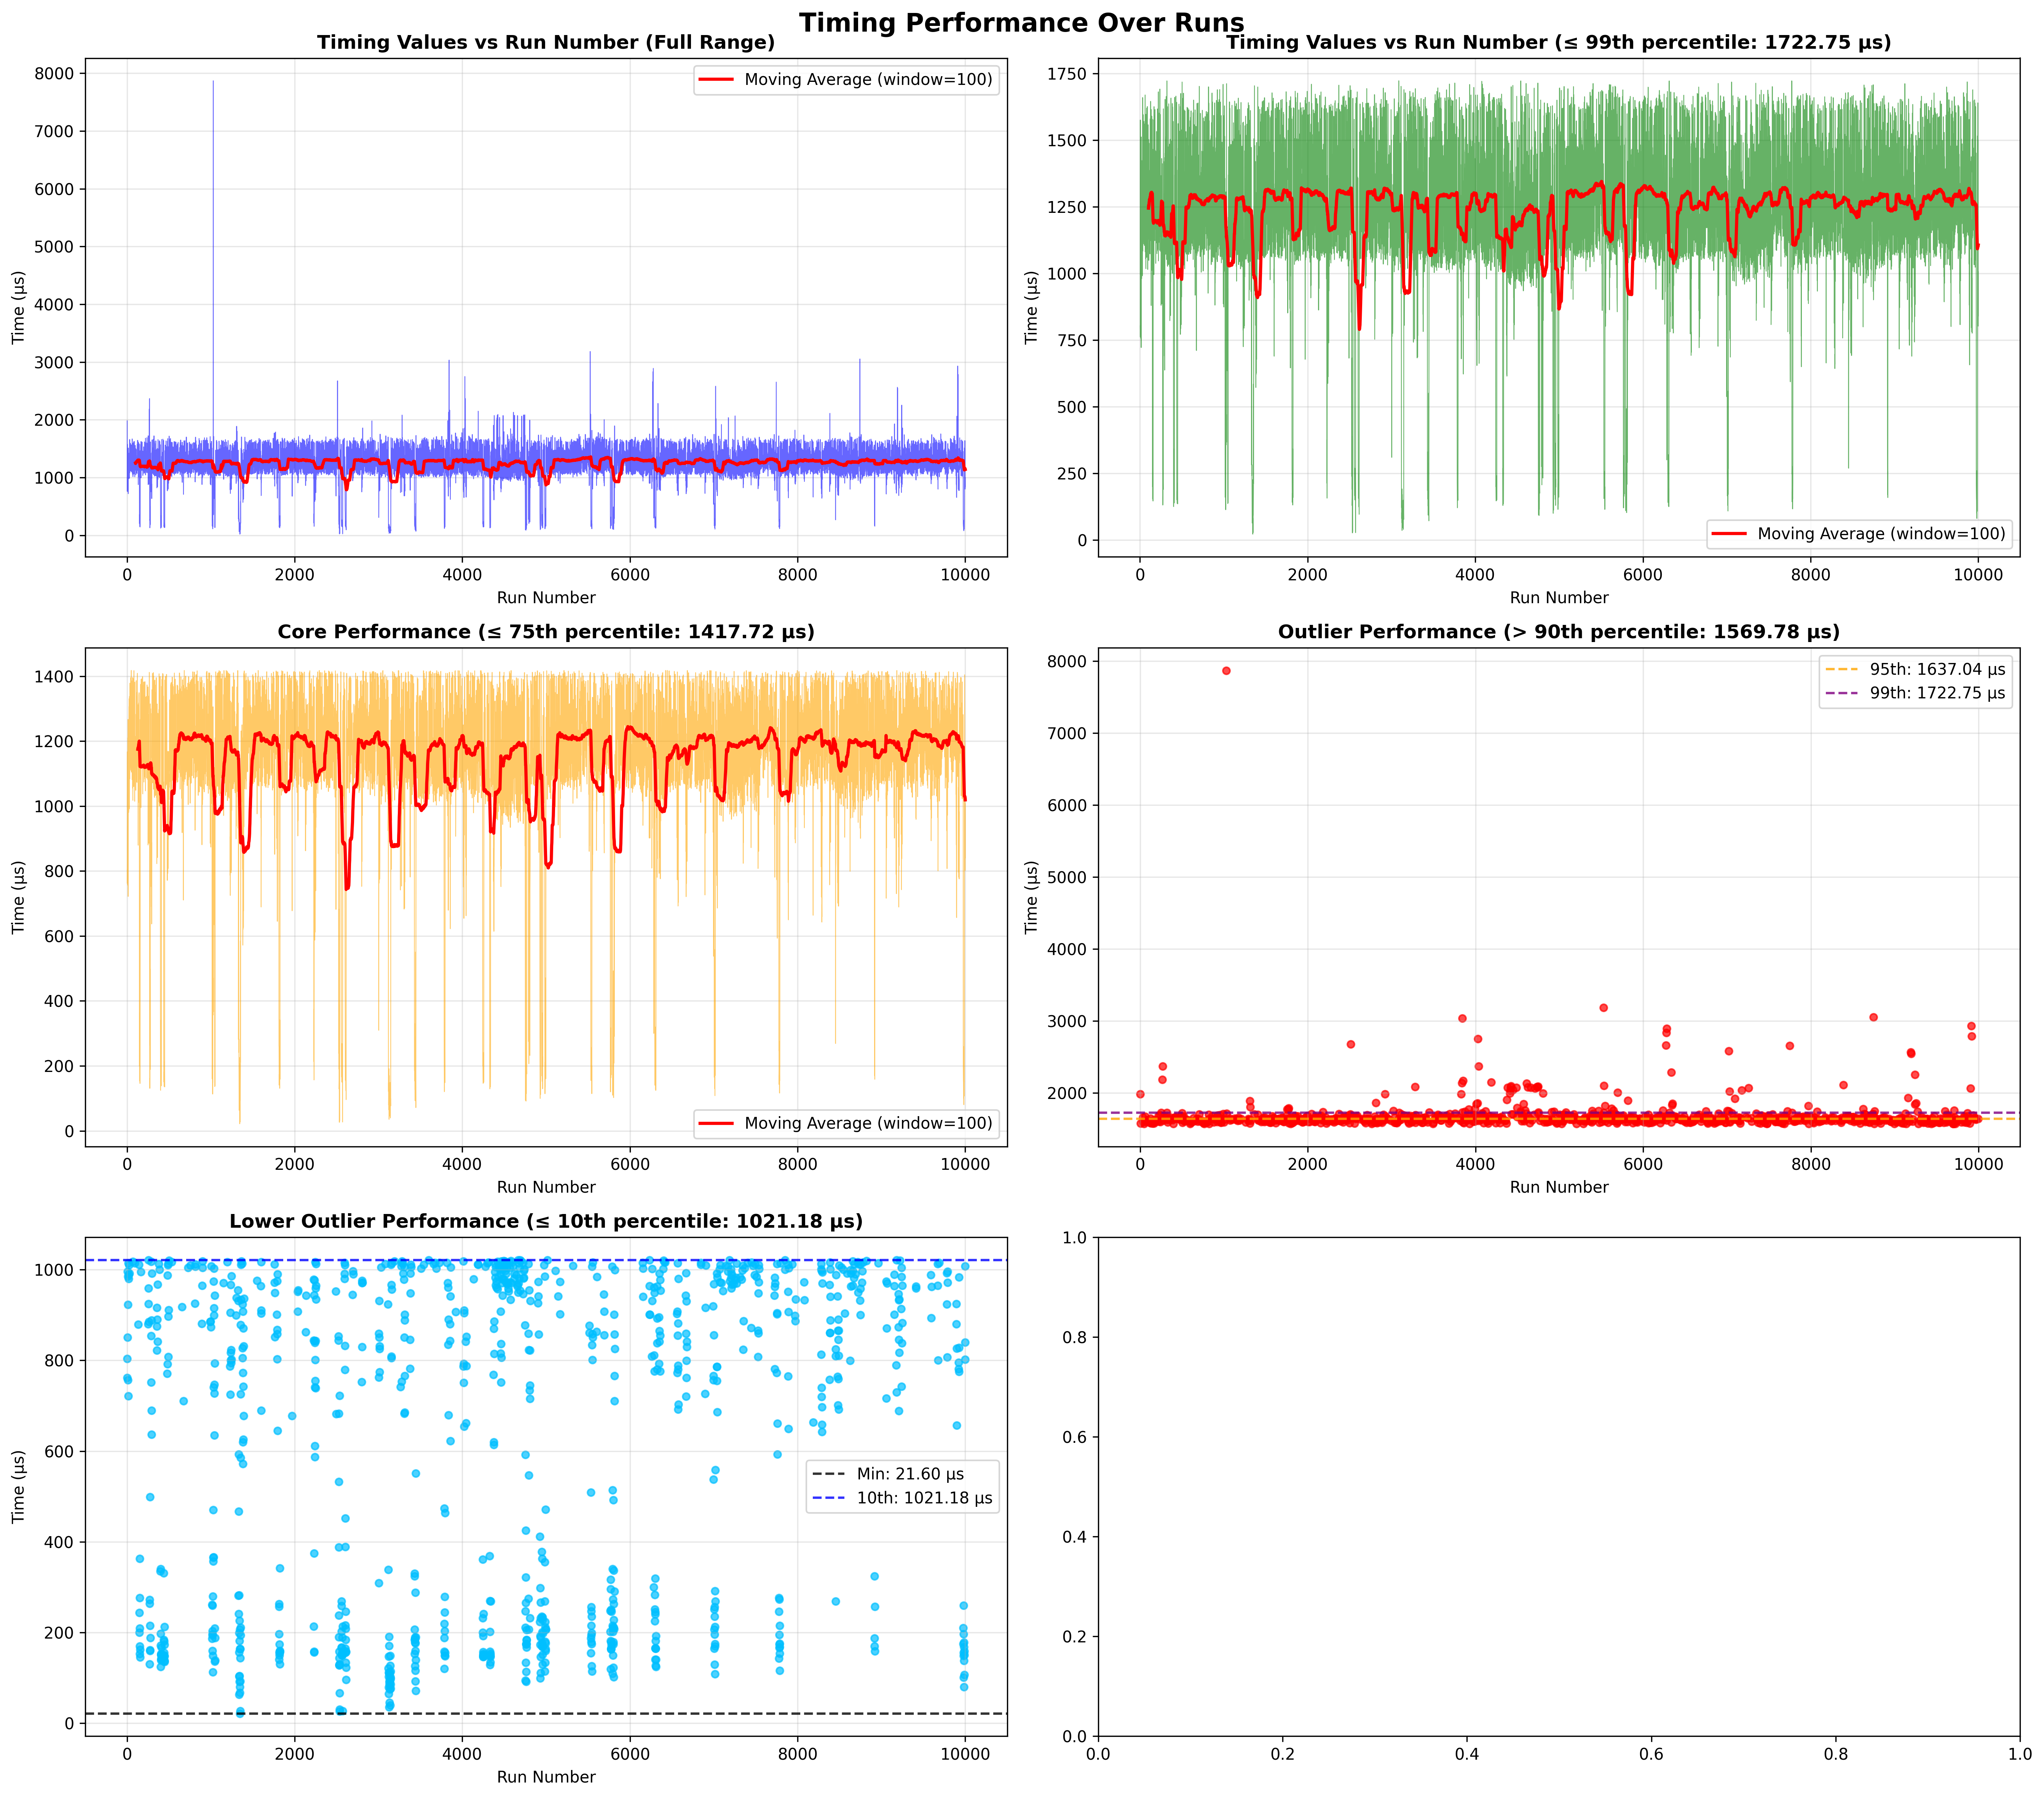 Timing Performance Over Runs
Timing Values vs Run Number (Full Range)
8000
7000
6000
5000
4000
3000
2000
1000
0
Time (µs)
Moving Average (window=100)
0 2000 4000 6000 8000 10000
Run Number
Timing Values vs Run Number (≤ 99th percentile: 1722.75 µs)
1750
1500
1250
1000
750
500
250
0
Time (µs)
Moving Average (window=100)
0 2000 4000 6000 8000 10000
Run Number
Core Performance (≤ 75th percentile: 1417.72 µs)
1400
1200
1000
800
600
400
200
0
Time (µs)
Moving Average (window=100)
0 2000 4000 6000 8000 10000
Run Number
Outlier Performance (> 90th percentile: 1569.78 µs)
8000
7000
6000
5000
4000
3000
2000
Time (µs)
95th: 1637.04 µs
99th: 1722.75 µs
0 2000 4000 6000 8000 10000
Run Number
Lower Outlier Performance (≤ 10th percentile: 1021.18 µs)
1000
800
600
400
200
0
Time (µs)
Min: 21.60 µs
10th: 1021.18 µs
0 2000 4000 6000 8000 10000
Run Number
1.0
0.8
0.6
0.4
0.2
0.0
0.0 0.2 0.4 0.6 0.8 1.0